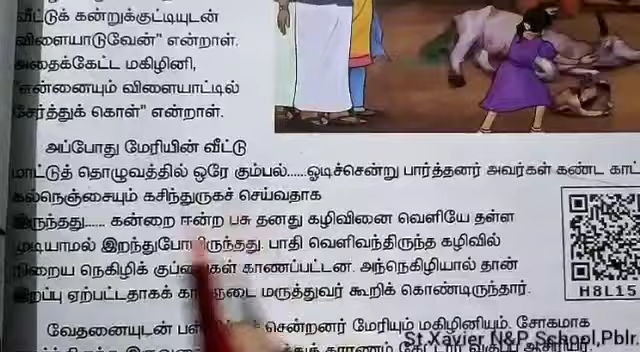 வீட்டுக் கன்றுக்குட்டியுடன்
விளையாடுவேன்" என்றாள்.
அதைக்கேட்ட மகிழினி,
"என்னையும் விளையாட்டில்
சேர்த்துக் கொள்" என்றாள்.
அப்போது மேரியின் வீட்டு
மாட்டுத் தொழுவத்தில் ஒரே கும்பல்......ஓடிச்சென்று பார்த்தனர் அவர்கள் கண்ட காட்
கல்நெஞ்சையும் கசிந்துருகச் செய்வதாக
இருந்தது...... கன்றை ஈன்ற பசு தனது கழிவினை வெளியே தள்ள
முடியாமல் இறந்துபோயிருந்தது. பாதி வெளிவந்திருந்த கழிவில்
நிறைய நெகிழிக் குப்பைகள் காணப்பட்டன. அந்நெகிழியால் தான்
இறப்பு ஏற்பட்டதாகக் கால்நடை மருத்துவர் கூறிக் கொண்டிருந்தார்.
H8L15
வேதனையுடன் சென்றனர் மேரியும் மகிழினியும். சோகமாக
St.Xavier N&P School,Pblr.